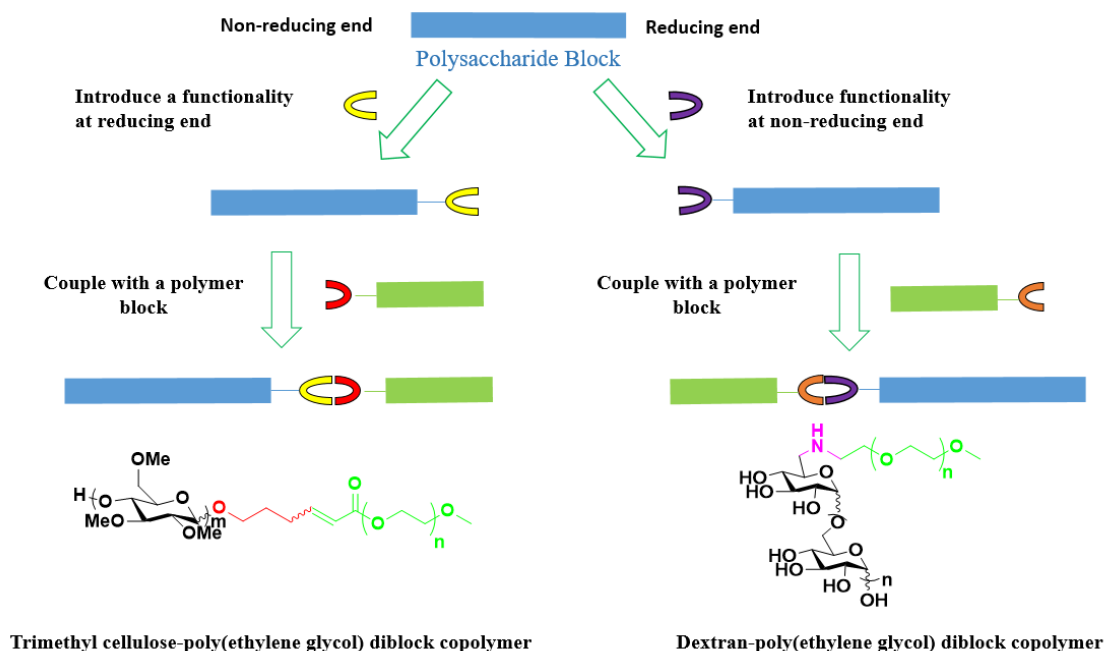 Non-reducing end
Reducing end
Polysaccharide Block
Introduce a functionality
at reducing end
Introduce functionality
at non-reducing end
Couple with a polymer
block
Couple with a polymer
block
OMe
H
O
O
MeO
OMe
m
O
O
O
O
n
H
N
O
O
n
HO
HO
O
HO
O
HO
HO
O
HO
n
OH
Trimethyl cellulose-poly(ethylene glycol) diblock copolymer
Dextran-poly(ethylene glycol) diblock copolymer